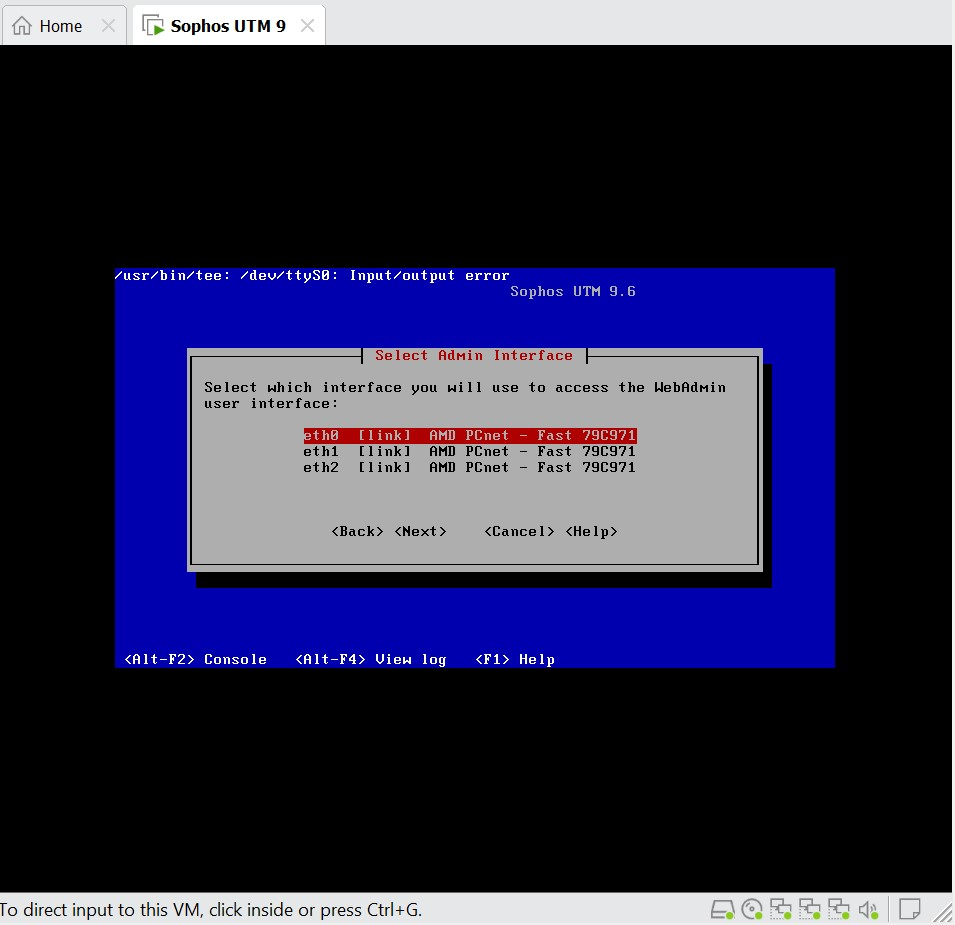 Home
Sophos UTM 9
/usr/bin/tee: /dev/ttyS0: Input/output error
Sophos UTM 9.6
Select Admin Interface
Select which interface you will use to access the WebAdmin
user interface:
eth0 [link] AMD PCnet - Fast 79C971
eth1 [link] AMD PCnet - Fast 79C971
eth2 [link] AMD PCnet - Fast 79C971
<Back> <Next> <Cancel> <Help>
<Alt-F2> Console <Alt-F4> View log <F1> Help
To direct input to this VM, click inside or press Ctrl+G.